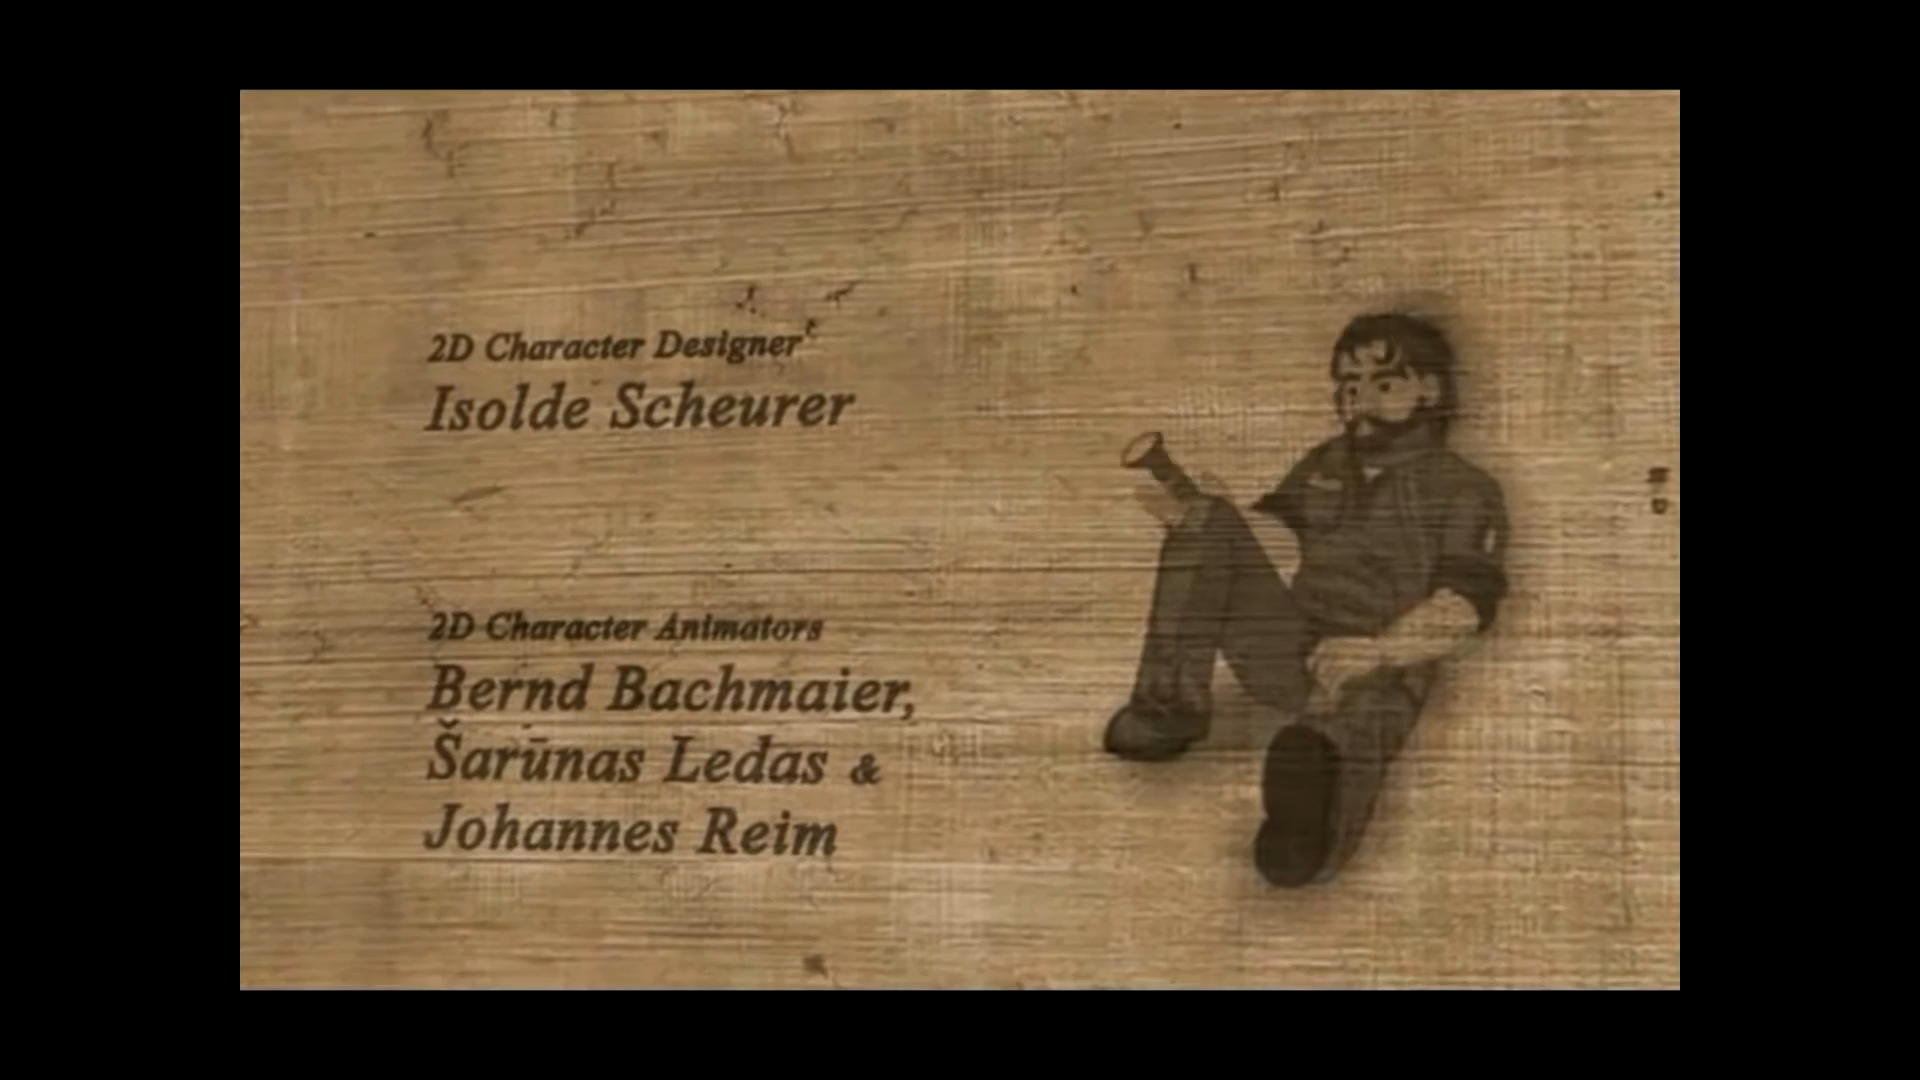 2D Character Designer
Isolde Scheurer
2D Character Animators
Bernd Bachmaier,
Šarūnas Ledas &
Johannes Reim